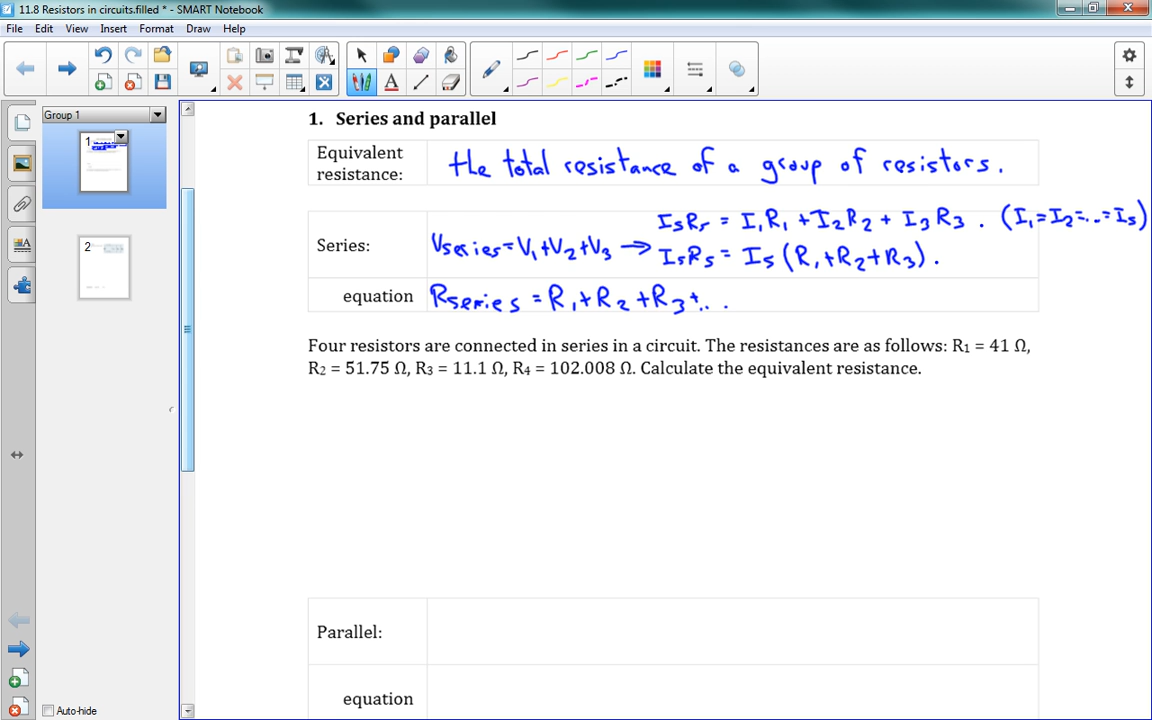 11.8 Resistors in circuits.filled * - SMART Notebook
File Edit View Insert Format Draw Help
Group 1
1
2
Auto-hide
1. Series and parallel
Equivalent resistance: the total resistance of a group of resistors.
Series: Vseries = V₁+V₂+V₃ → IsRs = I₁R₁ + I₂R₂ + I₃R₃ . (I₁=I₂=...=Is)
IsRs = Is (R₁+R₂+R₃) .
equation Rseries = R₁+R₂+R₃+...
Four resistors are connected in series in a circuit. The resistances are as follows: R₁ = 41 Ω,
R₂ = 51.75 Ω, R₃ = 11.1 Ω, R₄ = 102.008 Ω. Calculate the equivalent resistance.
Parallel:
equation